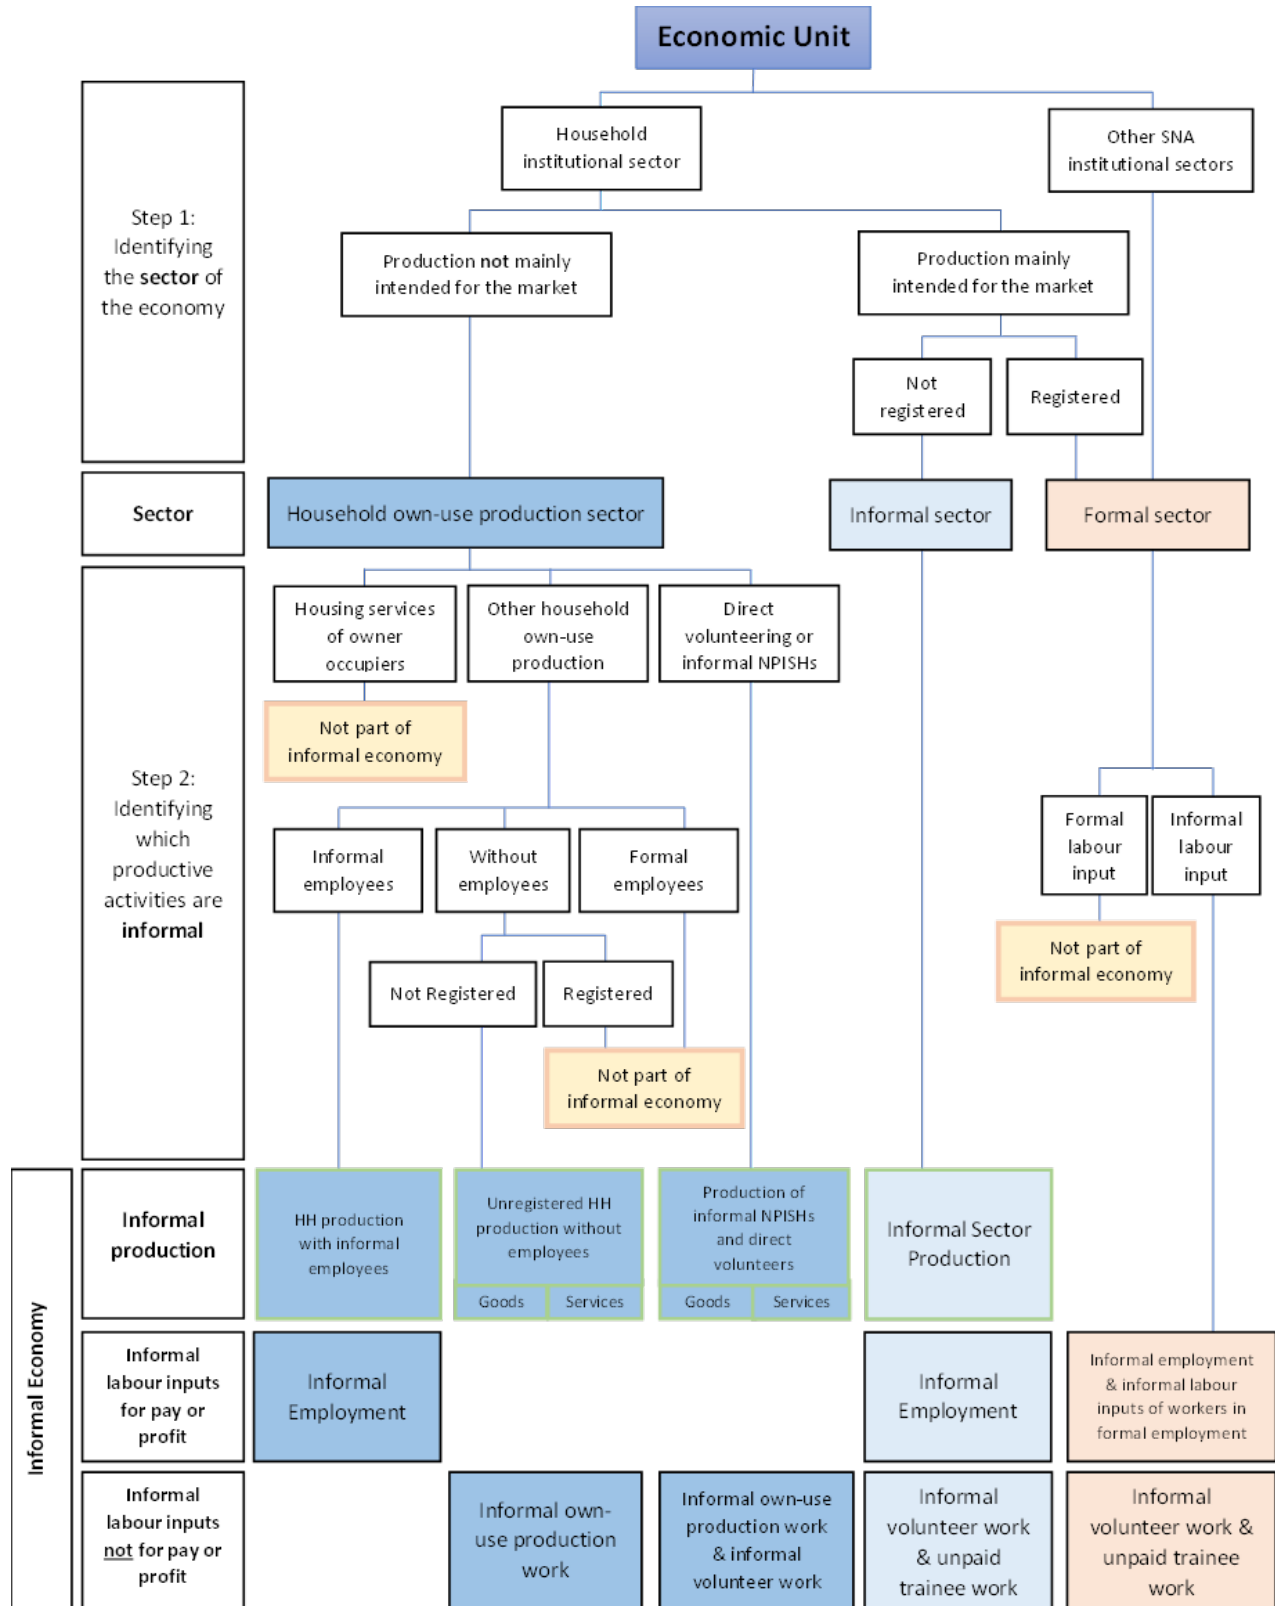 Economic Unit
Household
institutional sector
Other SNA
institutional sectors
Step 1:
Identifying
the sector of
the economy
Production not mainly
intended for the market
Production mainly
intended for the market
Not
registered
Registered
Sector
Household own-use production sector
Informal sector
Formal sector
Housing services
of owner
occupiers
Other household
own-use
production
Direct
volunteering or
informal NPISHs
Not part of
informal economy
Step 2:
Identifying
which
productive
activities are
informal
Informal
employees
Without
employees
Formal
employees
Formal
labour
input
Informal
labour
input
Not part of
informal economy
Not Registered
Registered
Not part of
informal economy
Informal Economy
Informal
production
HH production
with informal
employees
Unregistered HH
production without
employees
Goods
Services
Production of
informal NPISHs
and direct
volunteers
Goods
Services
Informal Sector
Production
Informal
labour inputs
for pay or
profit
Informal
Employment
Informal
Employment
Informal employment
& informal labour
inputs of workers in
formal employment
Informal
labour inputs
not for pay or
profit
Informal own-
use production
work
Informal own-use
production work
& informal
volunteer work
Informal
volunteer work
& unpaid
trainee work
Informal
volunteer work &
unpaid trainee
work